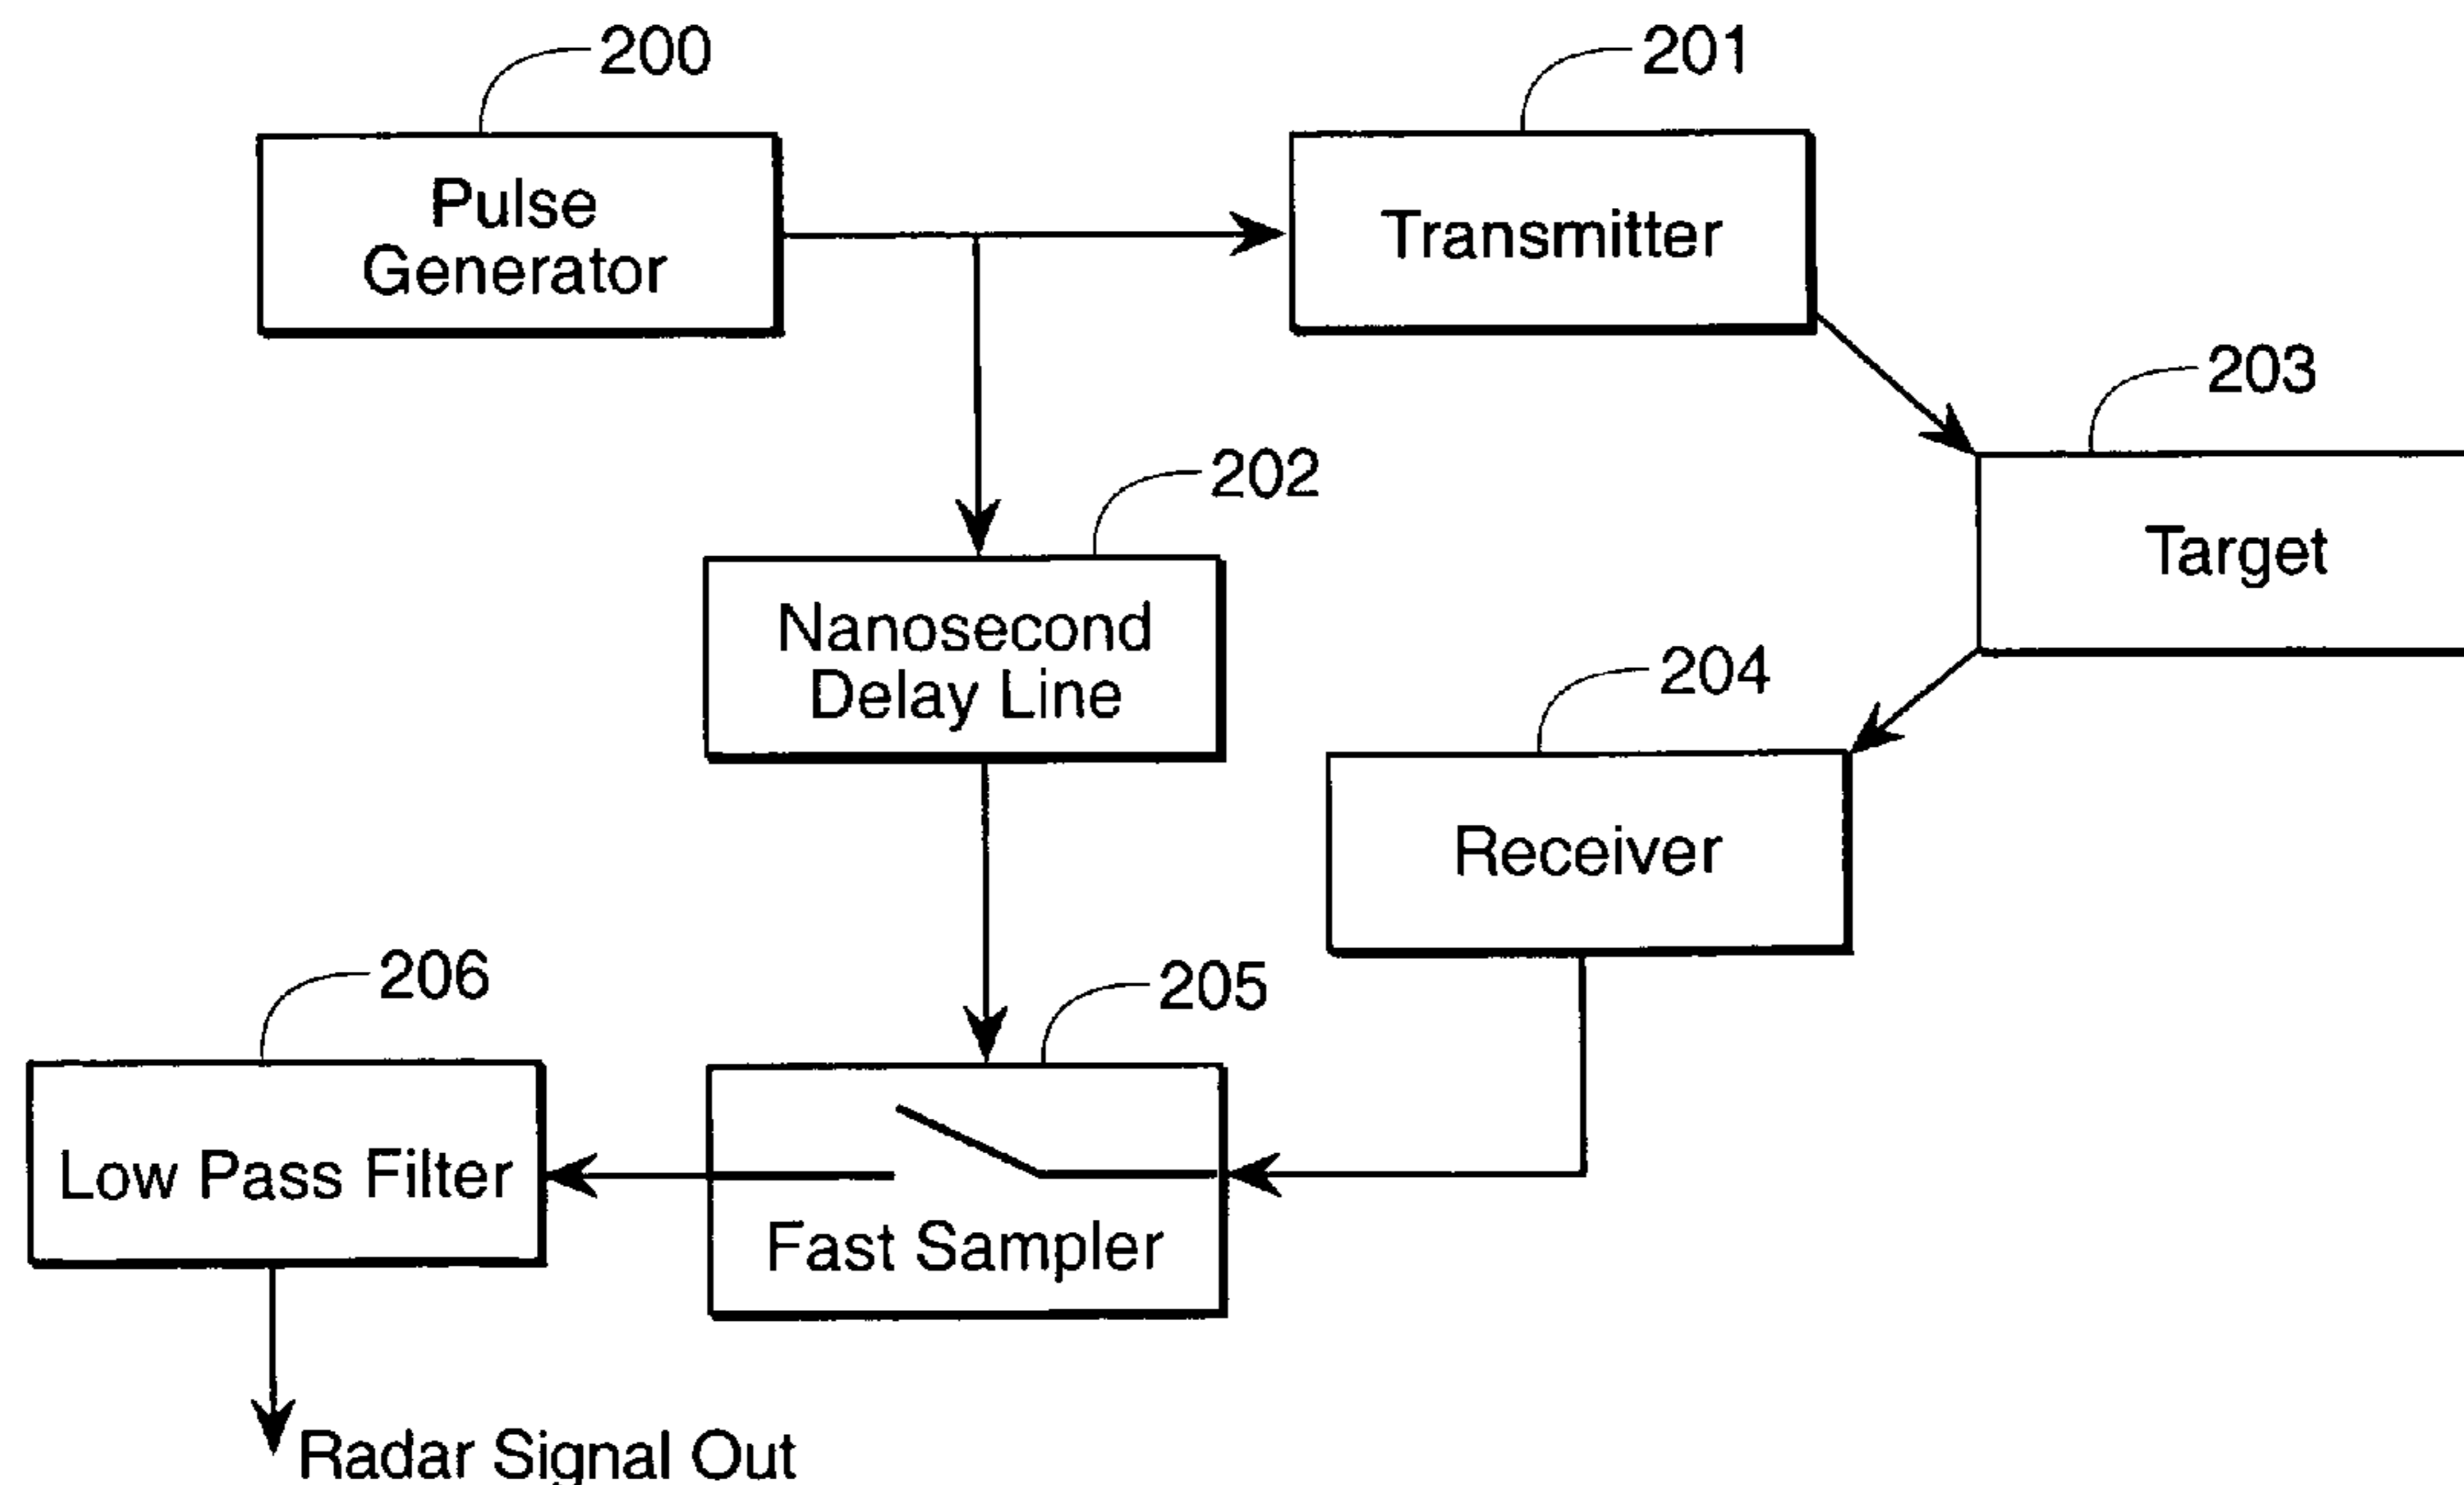 200
201
Pulse
Generator
Transmitter
203
202
Target
Nanosecond
Delay Line
204
Receiver
206
205
Low Pass Filter
Fast Sampler
Radar Signal Out